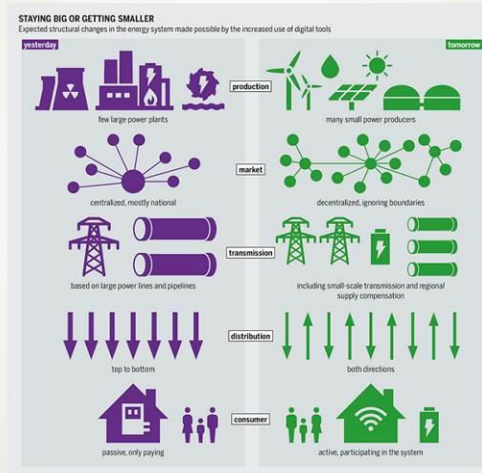 STAYING BIG OR GETTING SMALLER
Expected structural changes in the energy system made possible by the increased use of digital tools
yesterday
tomorrow
production
few large power plants
many small power producers
market
centralized, mostly national
decentralized, ignoring boundaries
transmission
based on large power lines and pipelines
including small-scale transmission and regional
supply compensation
distribution
top to bottom
both directions
consumer
passive, only paying
active, participating in the system